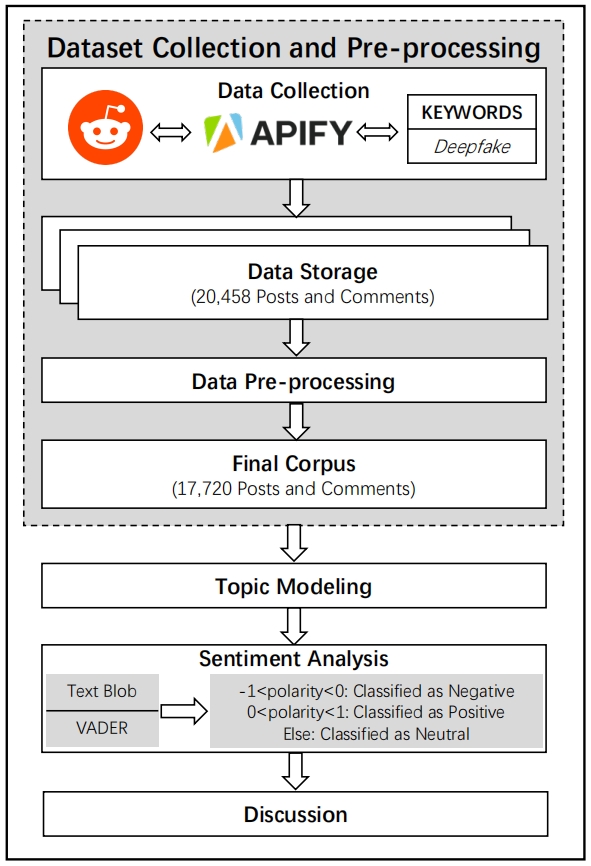 Dataset Collection and Pre-processing
Data Collection
APIFY
KEYWORDS
Deepfake
Data Storage
(20,458 Posts and Comments)
Data Pre-processing
Final Corpus
(17,720 Posts and Comments)
Topic Modeling
Sentiment Analysis
Text Blob
VADER
-1<polarity<0: Classified as Negative
0<polarity<1: Classified as Positive
Else: Classified as Neutral
Discussion